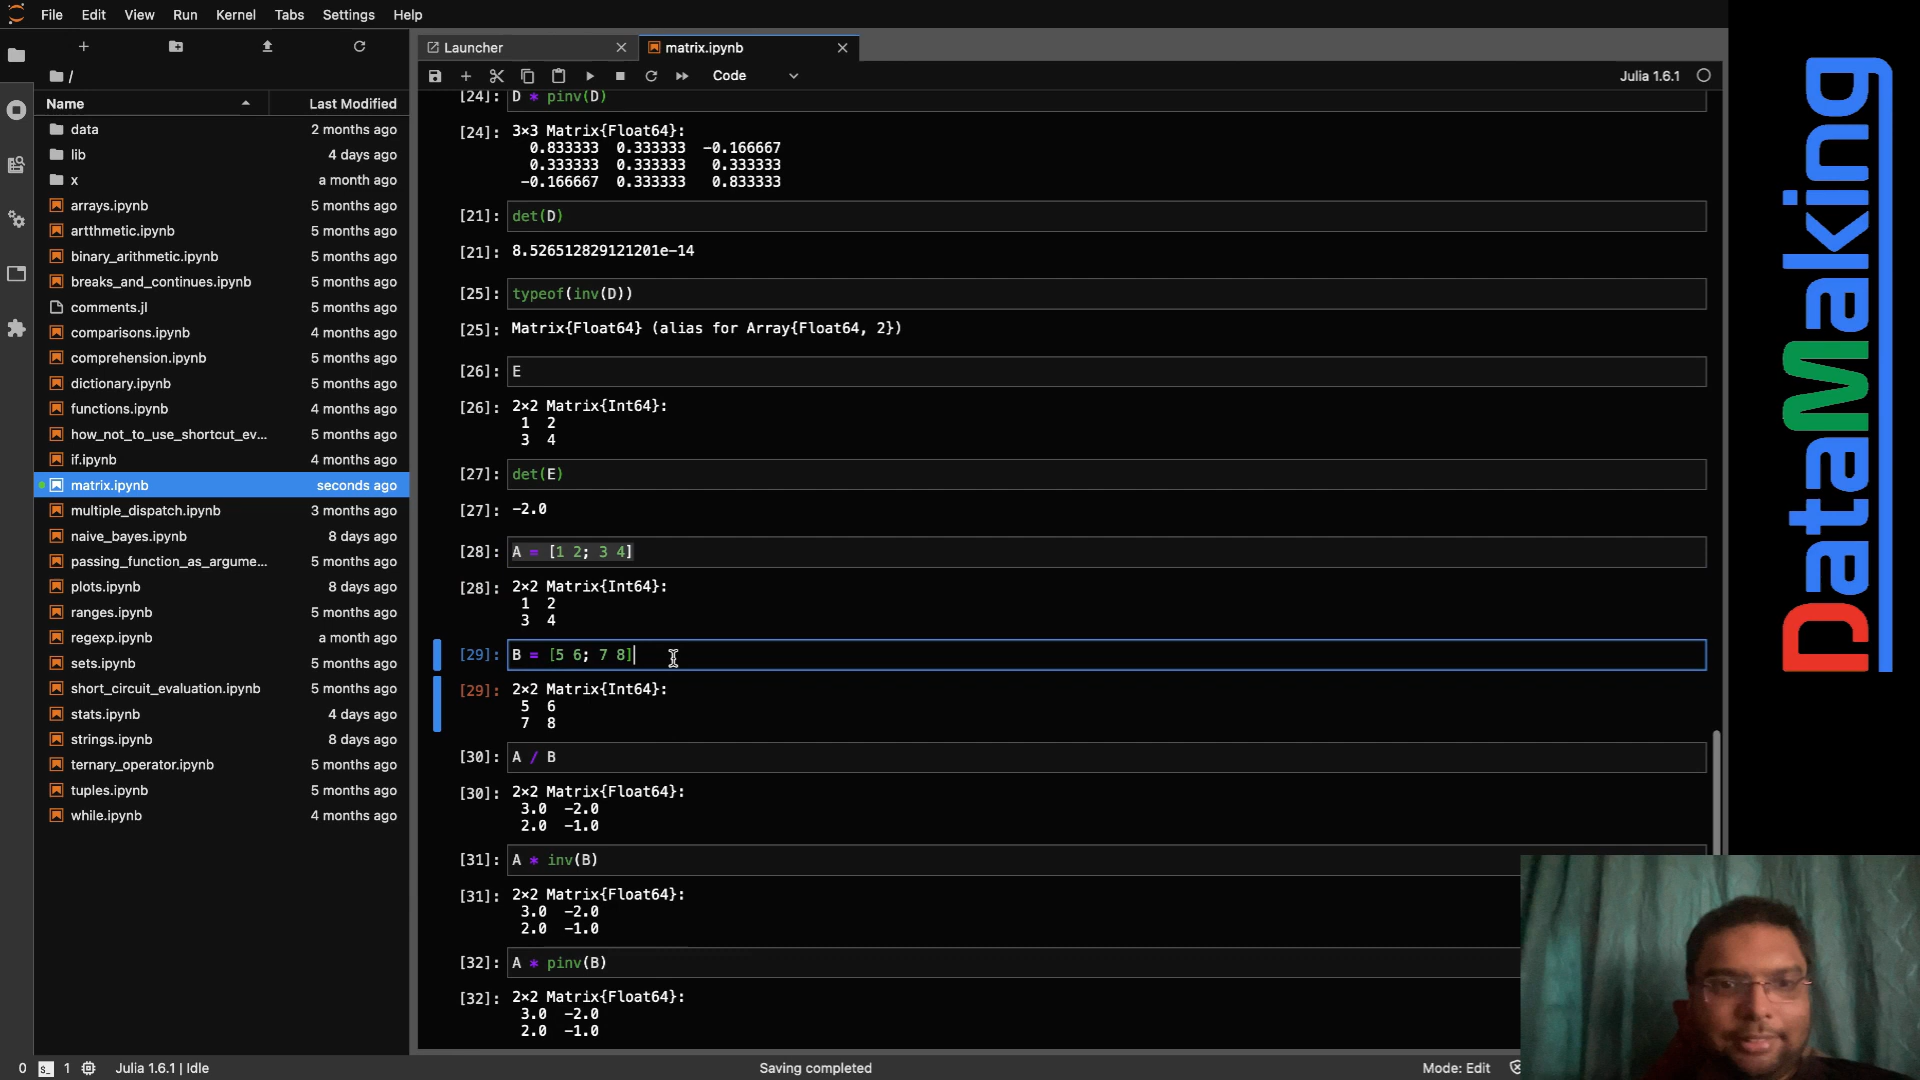 File Edit View Run Kernel Tabs Settings Help
Launcher
matrix.ipynb
Code
Julia 1.6.1
/
Name Last Modified
data 2 months ago
lib 4 days ago
x a month ago
arrays.ipynb 5 months ago
artthmetic.ipynb 5 months ago
binary_arithmetic.ipynb 5 months ago
breaks_and_continues.ipynb 5 months ago
comments.jl 5 months ago
comparisons.ipynb 4 months ago
comprehension.ipynb 5 months ago
dictionary.ipynb 5 months ago
functions.ipynb 4 months ago
how_not_to_use_shortcut_ev... 5 months ago
if.ipynb 4 months ago
matrix.ipynb seconds ago
multiple_dispatch.ipynb 3 months ago
naive_bayes.ipynb 8 days ago
passing_function_as_argume... 5 months ago
plots.ipynb 8 days ago
ranges.ipynb 5 months ago
regexp.ipynb a month ago
sets.ipynb 5 months ago
short_circuit_evaluation.ipynb 5 months ago
stats.ipynb 4 days ago
strings.ipynb 8 days ago
ternary_operator.ipynb 5 months ago
tuples.ipynb 5 months ago
while.ipynb 4 months ago
[24]: D * pinv(D)
[24]: 3×3 Matrix{Float64}:
0.833333 0.333333 -0.166667
0.333333 0.333333 0.333333
-0.166667 0.333333 0.833333
[21]: det(D)
[21]: 8.526512829121201e-14
[25]: typeof(inv(D))
[25]: Matrix{Float64} (alias for Array{Float64, 2})
[26]: E
[26]: 2×2 Matrix{Int64}:
1 2
3 4
[27]: det(E)
[27]: -2.0
[28]: A = [1 2; 3 4]
[28]: 2×2 Matrix{Int64}:
1 2
3 4
[29]: B = [5 6; 7 8]
[29]: 2×2 Matrix{Int64}:
5 6
7 8
[30]: A / B
[30]: 2×2 Matrix{Float64}:
3.0 -2.0
2.0 -1.0
[31]: A * inv(B)
[31]: 2×2 Matrix{Float64}:
3.0 -2.0
2.0 -1.0
[32]: A * pinv(B)
[32]: 2×2 Matrix{Float64}:
3.0 -2.0
2.0 -1.0
0 1 Julia 1.6.1 | Idle Saving completed Mode: Edit
DataMaking